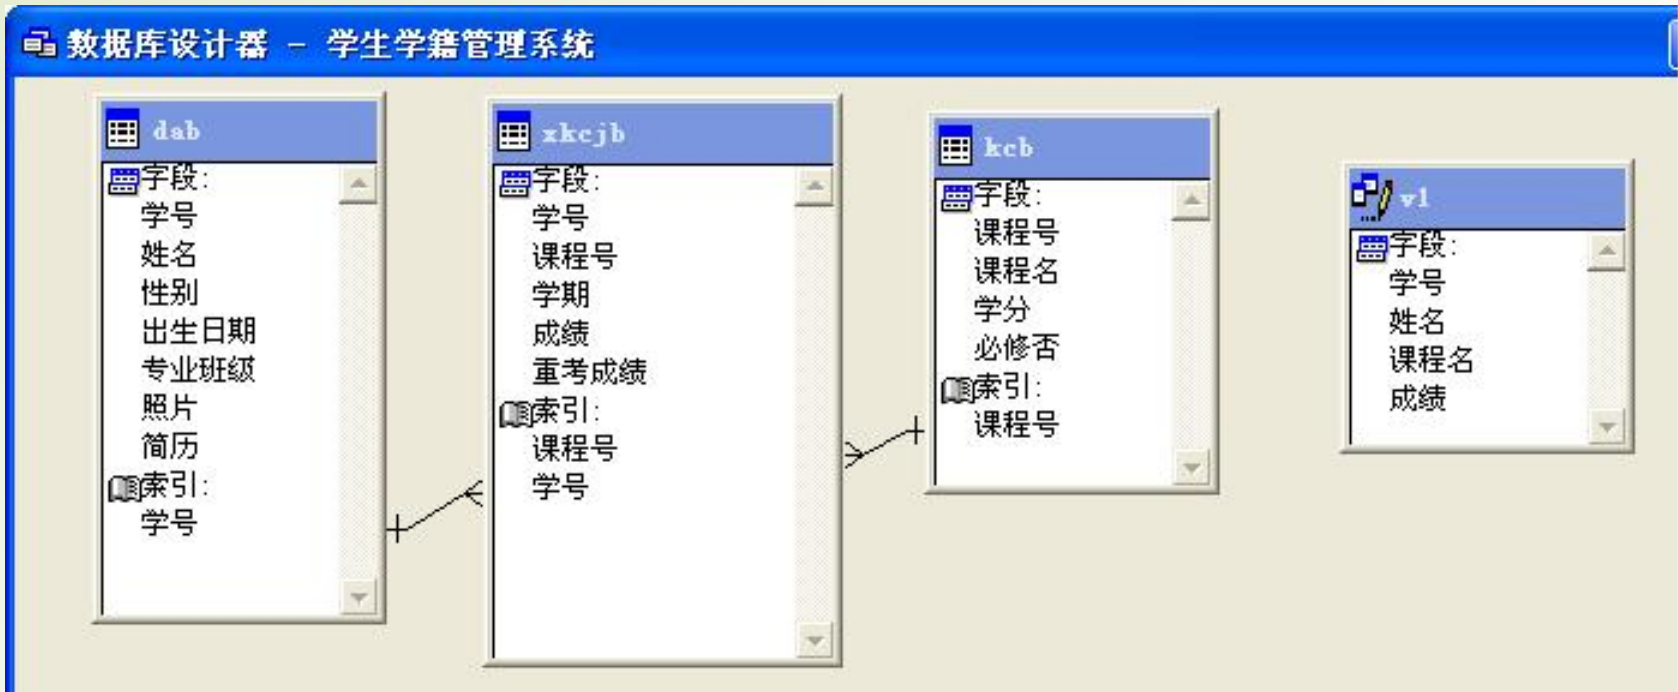 数据库设计器 - 学生学籍管理系统
dab
字段:
学号
姓名
性别
出生日期
专业班级
照片
简历
索引:
学号
xkcjb
字段:
学号
课程号
学期
成绩
重考成绩
索引:
课程号
学号
kcb
字段:
课程号
课程名
学分
必修否
索引:
课程号
v1
字段:
学号
姓名
课程名
成绩